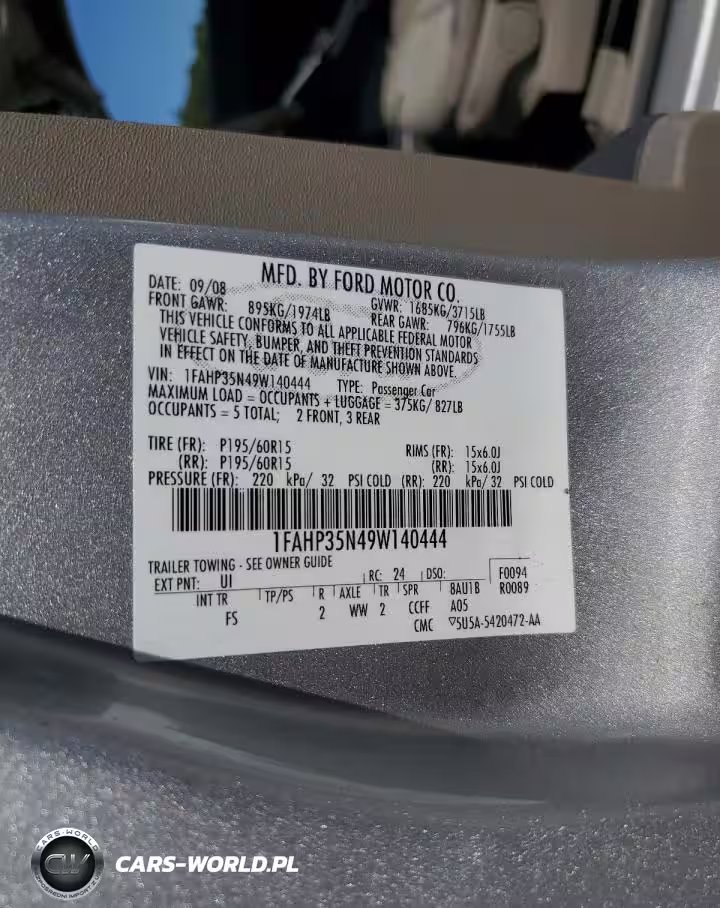 MFD. BY FORD MOTOR CO.
DATE: 09/08 GVWR: 1685KG/3715LB
FRONT GAWR: 895KG/1974LB REAR GAWR: 796KG/1755LB
THIS VEHICLE CONFORMS TO ALL APPLICABLE FEDERAL MOTOR
VEHICLE SAFETY, BUMPER, AND THEFT PREVENTION STANDARDS
IN EFFECT ON THE DATE OF MANUFACTURE SHOWN ABOVE.
VIN: 1FAHP35N49W140444 TYPE: Passenger Car
MAXIMUM LOAD = OCCUPANTS + LUGGAGE = 375KG/ 827LB
OCCUPANTS = 5 TOTAL; 2 FRONT, 3 REAR
TIRE (FR): P195/60R15 RIMS (FR): 15x6.0J
(RR): P195/60R15 (RR): 15x6.0J
PRESSURE (FR): 220 kPa/ 32 PSI COLD (RR): 220 kPa/ 32 PSI COLD
1FAHP35N49W140444
TRAILER TOWING - SEE OWNER GUIDE
EXT PNT: UI RC: 24 DSO: F0094
INT TR TP/PS R AXLE TR SPR 8AU1B R0089
FS 2 WW 2 CCFF A05
CMC ▽5U5A-5420472-AA
CARS-WORLD
CW
CARS-WORLD.PL